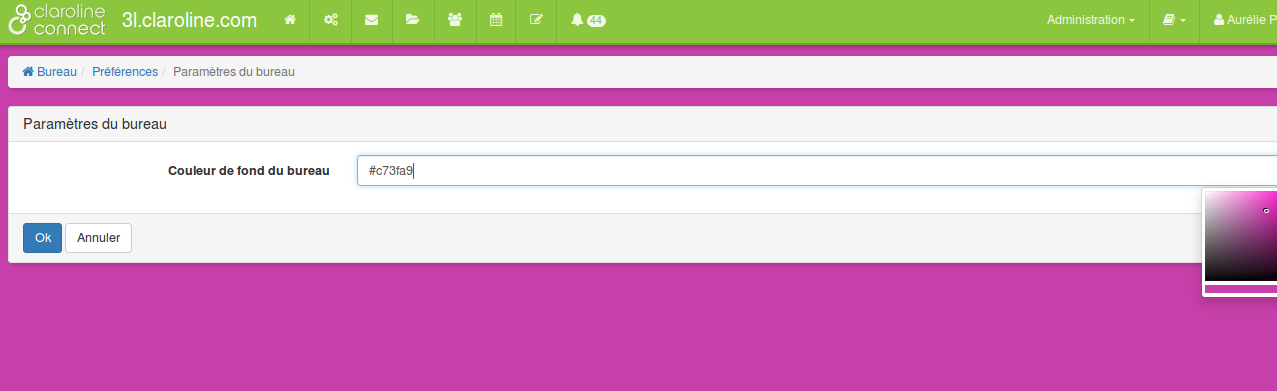 claroline
connect
3l.claroline.com
44
Administration
Aurélie P
Bureau / Préférences / Paramètres du bureau
Paramètres du bureau
Couleur de fond du bureau
#c73fa9
Ok
Annuler